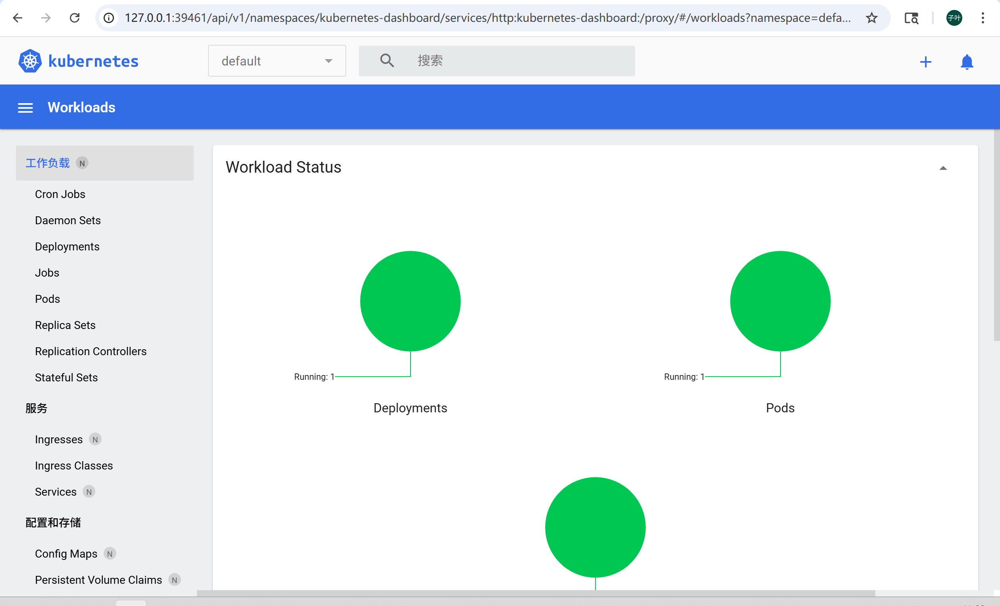 127.0.0.1:39461/api/v1/namespaces/kubernetes-dashboard/services/http:kubernetes-dashboard:/proxy/#/workloads?namespace=defa...
子叶
kubernetes
default
搜索
Workloads
工作负载 N
Cron Jobs
Daemon Sets
Deployments
Jobs
Pods
Replica Sets
Replication Controllers
Stateful Sets
服务
Ingresses N
Ingress Classes
Services N
配置和存储
Config Maps N
Persistent Volume Claims N
Workload Status
Running: 1
Deployments
Running: 1
Pods